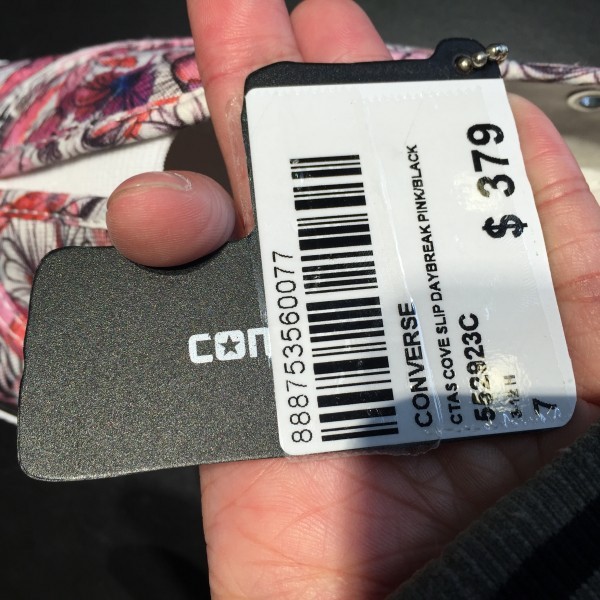 CON
888753560077
CONVERSE
CTAS COVE SLIP DAYBREAK PINK/BLACK
552923C
7
$ 379